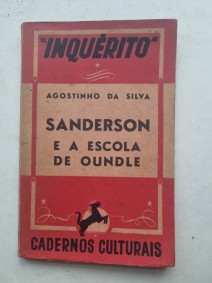 "INQUÉRITO"
AGOSTINHO DA SILVA
SANDERSON
E A ESCOLA
DE OUNDLE
CADERNOS CULTURAIS